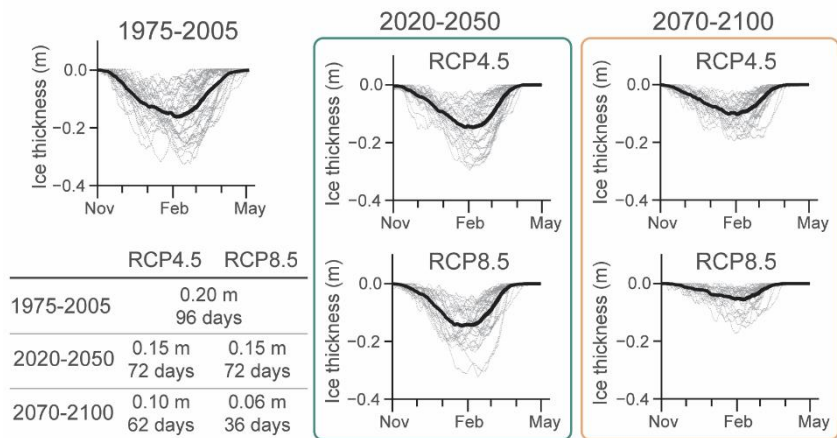 1975-2005
Ice thickness (m)
0.0
−0.2
−0.4
Nov Feb May
RCP4.5 RCP8.5
1975-2005
0.20 m
96 days
2020-2050
0.15 m 0.15 m
72 days 72 days
2070-2100
0.10 m 0.06 m
62 days 36 days
2020-2050
RCP4.5
Ice thickness (m)
0.0
−0.2
−0.4
Nov Feb May
RCP8.5
Ice thickness (m)
0.0
−0.2
−0.4
Nov Feb May
2070-2100
RCP4.5
Ice thickness (m)
0.0
−0.2
−0.4
Nov Feb May
RCP8.5
Ice thickness (m)
0.0
−0.2
−0.4
Nov Feb May